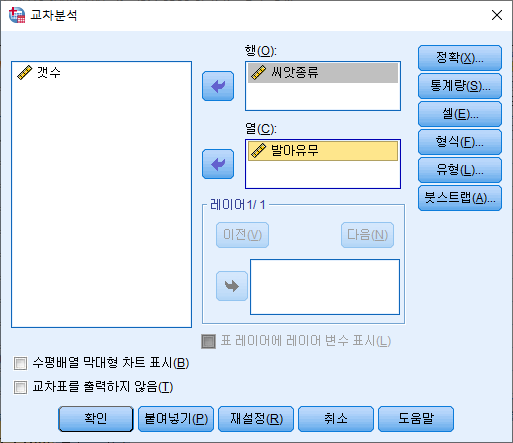 교차분석
행(O):
갯수
씨앗종류
열(C):
발아유무
레이어1/ 1
이전(V)
다음(N)
표 레이어에 레이어 변수 표시(L)
정확(X)...
통계량(S)...
셀(E)...
형식(F)...
유형(L)...
붓스트랩(A)...
수평배열 막대형 차트 표시(B)
교차표를 출력하지 않음(T)
확인
붙여넣기(P)
재설정(R)
취소
도움말